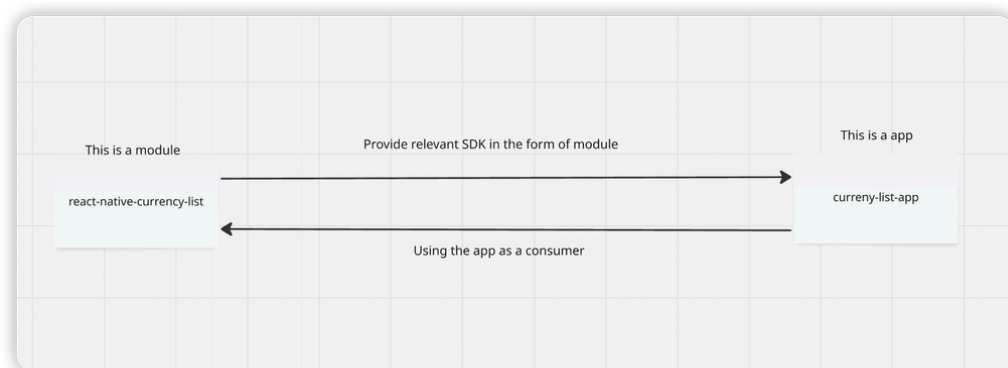 This is a app
This is a module
Provide relevant SDK in the form of module
react-native-currency-list
curreny-list-app
Using the app as a consumer